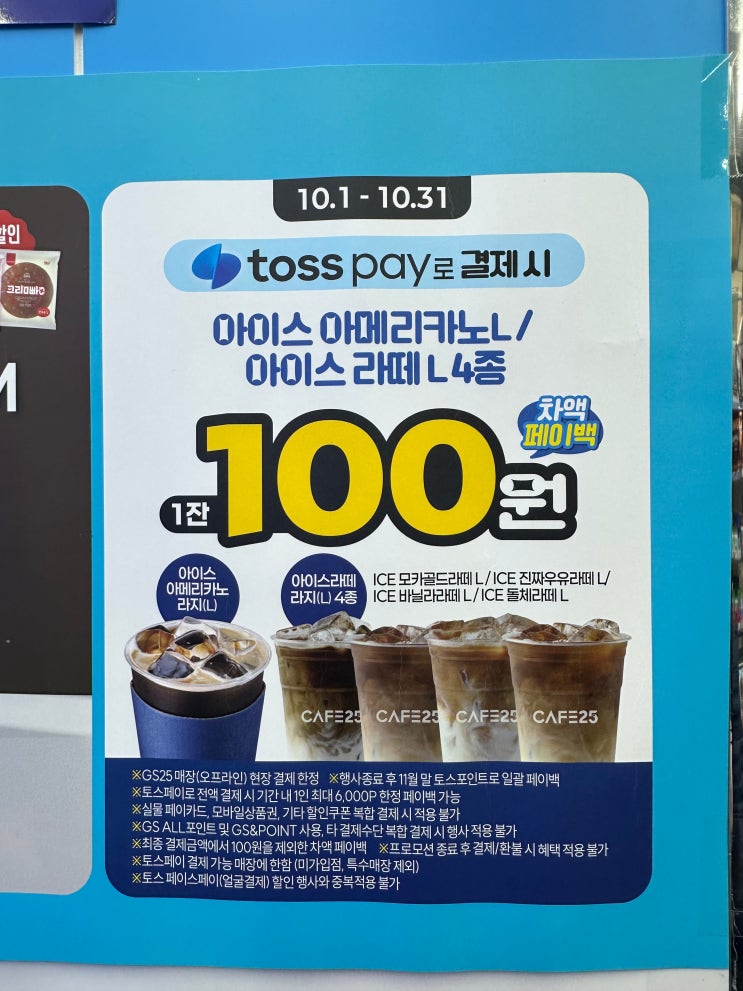 할인
크리미빵
M
10.1 - 10.31
toss pay로 결제 시
아이스 아메리카노L/
아이스 라떼 L 4종
차액
페이백
1잔 100원
아이스
아메리카노
라지(L)
아이스라떼
라지(L) 4종
ICE 모카골드라떼 L/ICE 진짜우유라떼 L/
ICE 바닐라라떼 L/ICE 돌체라떼 L
CAFE25 CAFE25 CAFE25 CAFE25
※GS25 매장(오프라인) 현장 결제 한정 ※행사종료 후 11월 말 토스포인트로 일괄 페이백
※토스페이로 전액 결제 시 기간 내 1인 최대 6,000P 한정 페이백 가능
※실물 페이카드, 모바일상품권, 기타 할인쿠폰 복합 결제 시 적용 불가
※GS ALL포인트 및 GS&POINT 사용, 타 결제수단 복합 결제 시 행사 적용 불가
※최종 결제금액에서 100원을 제외한 차액 페이백 ※프로모션 종료 후 결제/환불 시 혜택 적용 불가
※토스페이 결제 가능 매장에 한함 (미가입점, 특수매장 제외)
※토스 페이스페이(얼굴결제) 할인 행사와 중복적용 불가